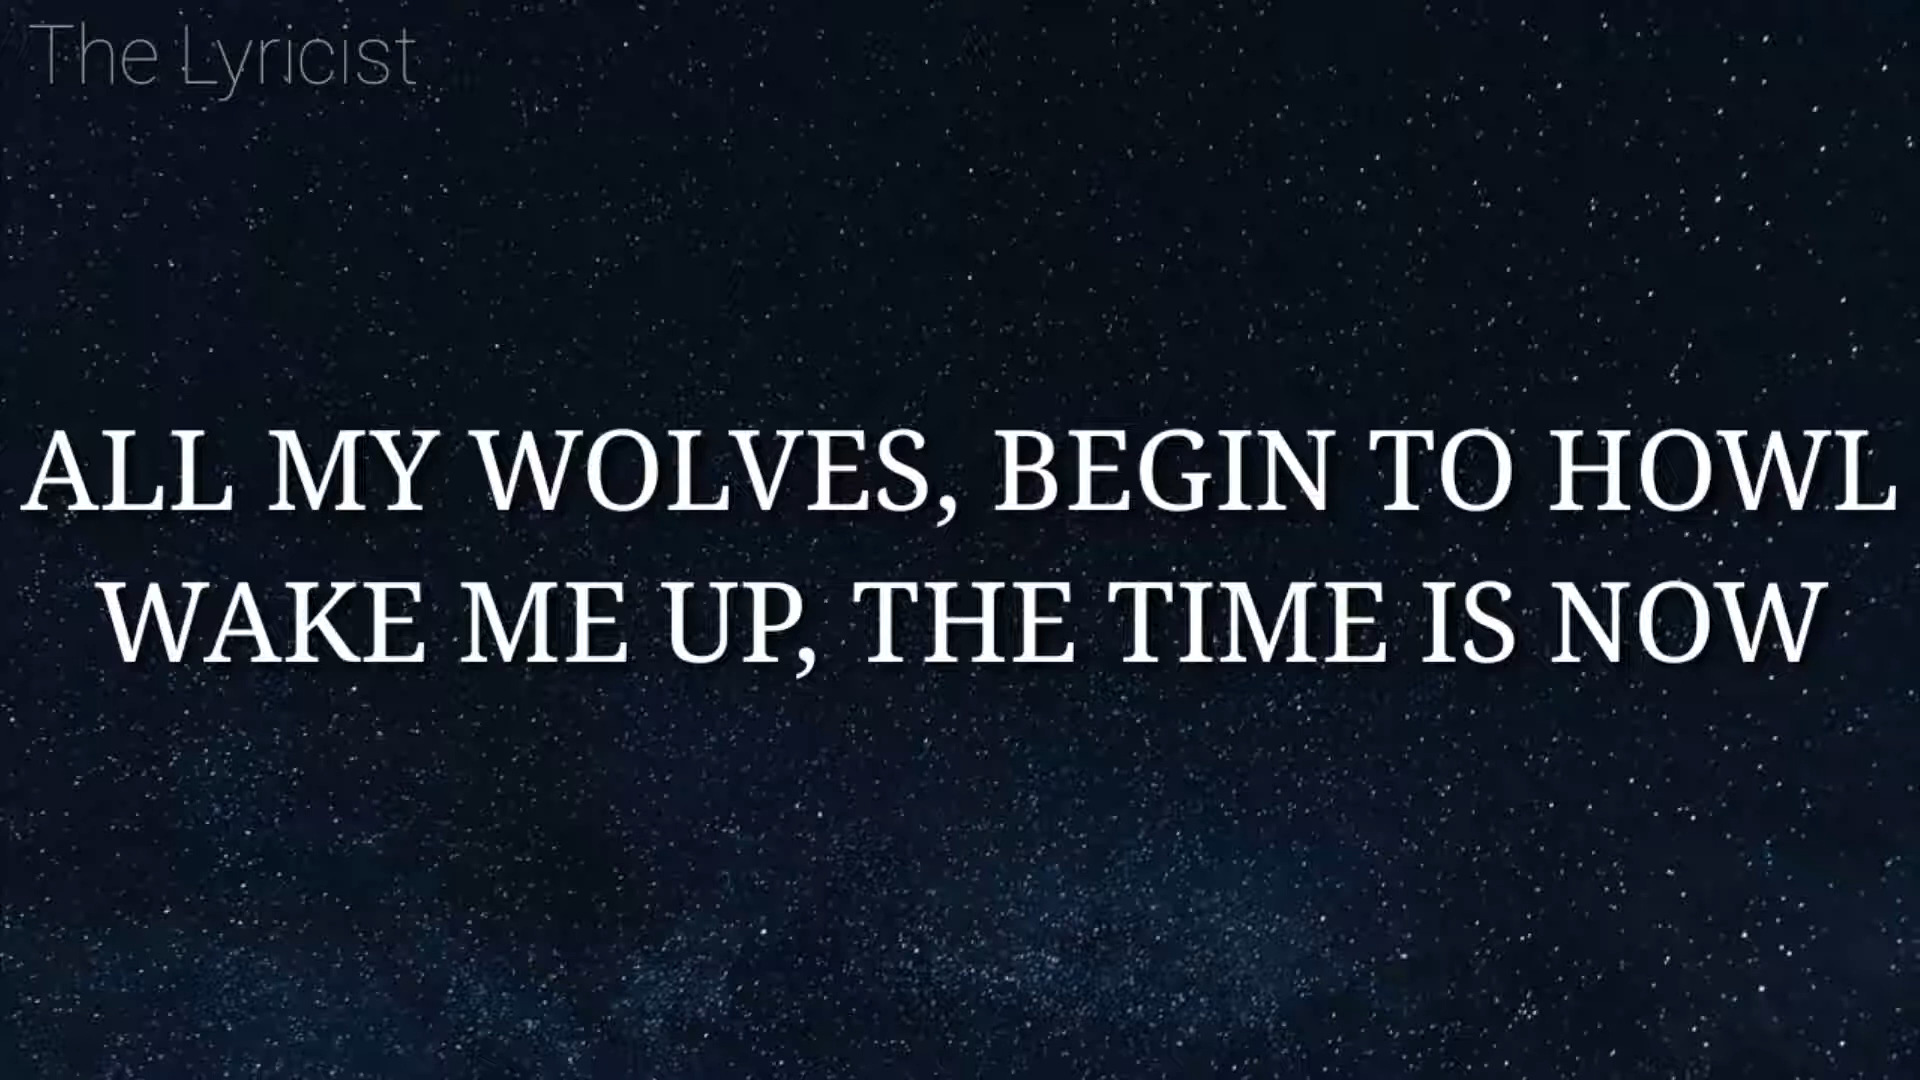 The Lyricist
ALL MY WOLVES, BEGIN TO HOWL
WAKE ME UP, THE TIME IS NOW